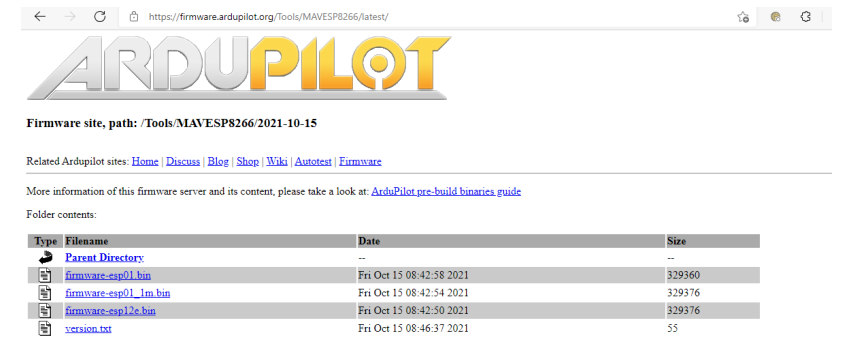 https://firmware.ardupilot.org/Tools/MAVESP8266/latest/
ARDUPILOT
Firmware site, path: /Tools/MAVESP8266/2021-10-15
Related Ardupilot sites: Home | Discuss | Blog | Shop | Wiki | Autotest | Firmware
More information of this firmware server and its content, please take a look at: ArduPilot pre-build binaries guide
Folder contents:
Type Filename Date Size
Parent Directory -- --
firmware-esp01.bin Fri Oct 15 08:42:58 2021 329360
firmware-esp01_1m.bin Fri Oct 15 08:42:54 2021 329376
firmware-esp12e.bin Fri Oct 15 08:42:50 2021 329376
version.txt Fri Oct 15 08:46:37 2021 55